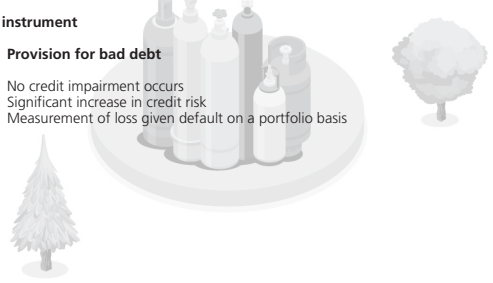 instrument
Provision for bad debt
No credit impairment occurs
Significant increase in credit risk
Measurement of loss given default on a portfolio basis